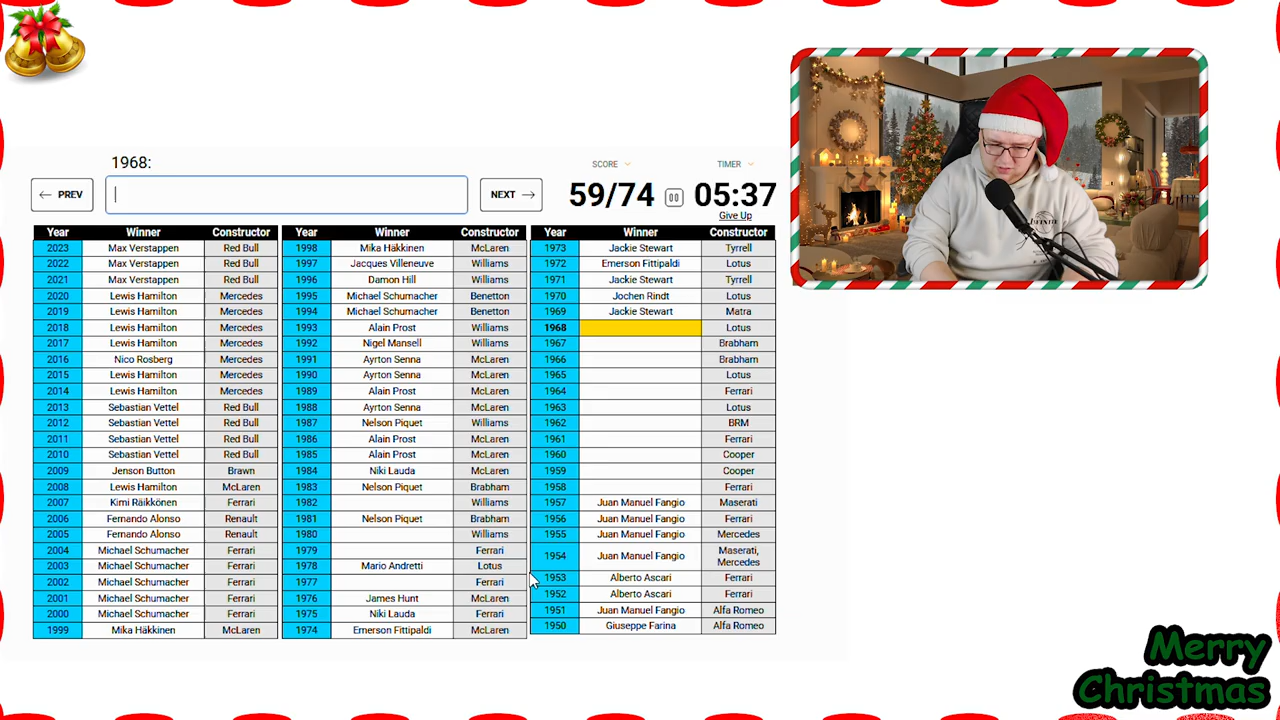 1968:
← PREV
NEXT →
SCORE
59/74
TIMER
05:37
Give Up
Year Winner Constructor
2023 Max Verstappen Red Bull
2022 Max Verstappen Red Bull
2021 Max Verstappen Red Bull
2020 Lewis Hamilton Mercedes
2019 Lewis Hamilton Mercedes
2018 Lewis Hamilton Mercedes
2017 Lewis Hamilton Mercedes
2016 Nico Rosberg Mercedes
2015 Lewis Hamilton Mercedes
2014 Lewis Hamilton Mercedes
2013 Sebastian Vettel Red Bull
2012 Sebastian Vettel Red Bull
2011 Sebastian Vettel Red Bull
2010 Sebastian Vettel Red Bull
2009 Jenson Button Brawn
2008 Lewis Hamilton McLaren
2007 Kimi Räikkönen Ferrari
2006 Fernando Alonso Renault
2005 Fernando Alonso Renault
2004 Michael Schumacher Ferrari
2003 Michael Schumacher Ferrari
2002 Michael Schumacher Ferrari
2001 Michael Schumacher Ferrari
2000 Michael Schumacher Ferrari
1999 Mika Häkkinen McLaren
Year Winner Constructor
1998 Mika Häkkinen McLaren
1997 Jacques Villeneuve Williams
1996 Damon Hill Williams
1995 Michael Schumacher Benetton
1994 Michael Schumacher Benetton
1993 Alain Prost Williams
1992 Nigel Mansell Williams
1991 Ayrton Senna McLaren
1990 Ayrton Senna McLaren
1989 Alain Prost McLaren
1988 Ayrton Senna McLaren
1987 Nelson Piquet Williams
1986 Alain Prost McLaren
1985 Alain Prost McLaren
1984 Niki Lauda McLaren
1983 Nelson Piquet Brabham
1982 Williams
1981 Nelson Piquet Brabham
1980 Williams
1979 Ferrari
1978 Mario Andretti Lotus
1977 Ferrari
1976 James Hunt McLaren
1975 Niki Lauda Ferrari
1974 Emerson Fittipaldi McLaren
Year Winner Constructor
1973 Jackie Stewart Tyrrell
1972 Emerson Fittipaldi Lotus
1971 Jackie Stewart Tyrrell
1970 Jochen Rindt Lotus
1969 Jackie Stewart Matra
1968 Lotus
1967 Brabham
1966 Brabham
1965 Lotus
1964 Ferrari
1963 Lotus
1962 BRM
1961 Ferrari
1960 Cooper
1959 Cooper
1958 Ferrari
1957 Juan Manuel Fangio Maserati
1956 Juan Manuel Fangio Ferrari
1955 Juan Manuel Fangio Mercedes
1954 Juan Manuel Fangio Maserati,
Mercedes
1953 Alberto Ascari Ferrari
1952 Alberto Ascari Ferrari
1951 Juan Manuel Fangio Alfa Romeo
1950 Giuseppe Farina Alfa Romeo
Merry
Christmas